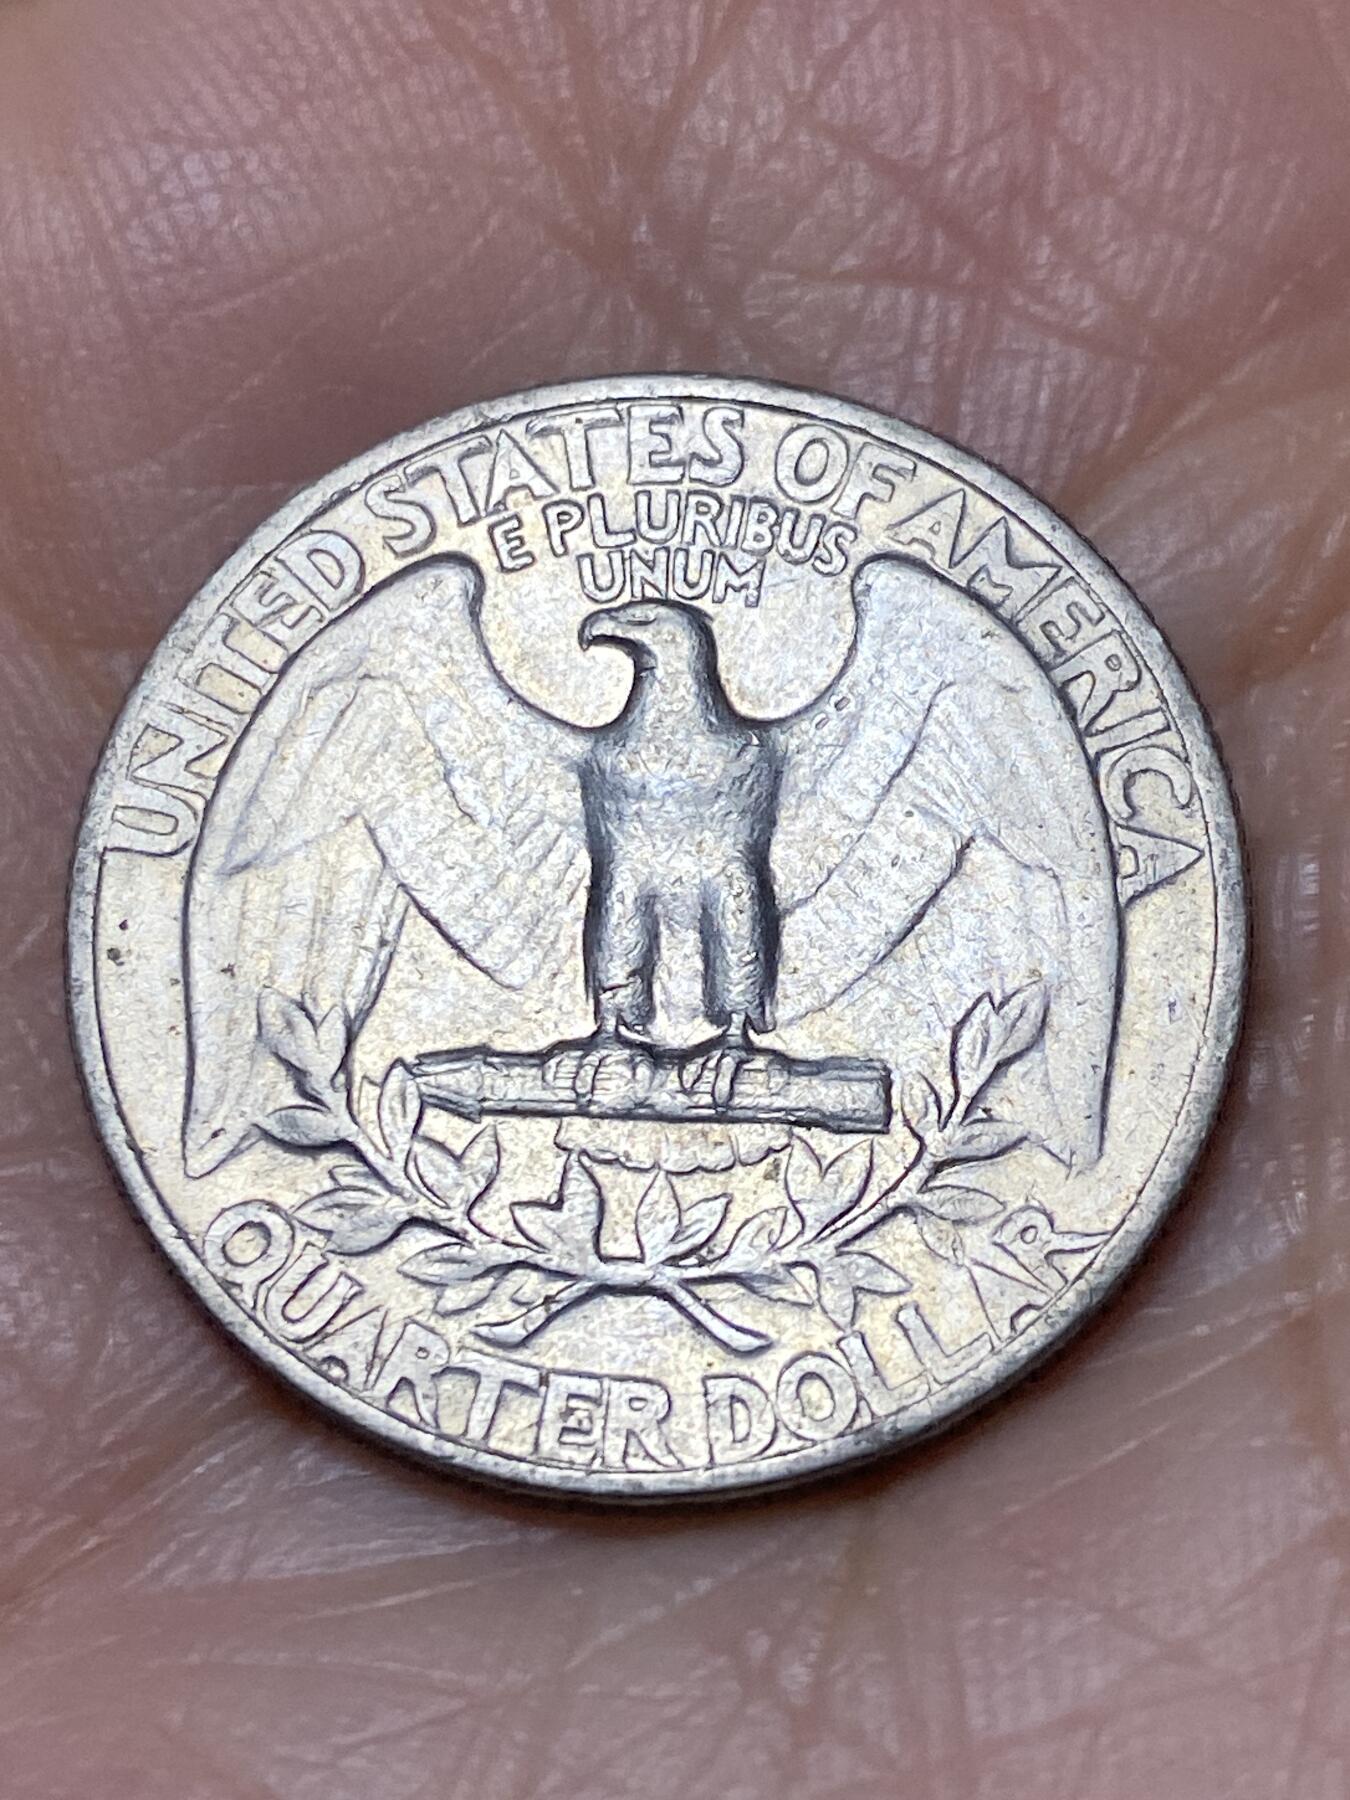 UNITED STATES OF AMERICA
E PLURIBUS
UNUM
QUARTER DOLLAR